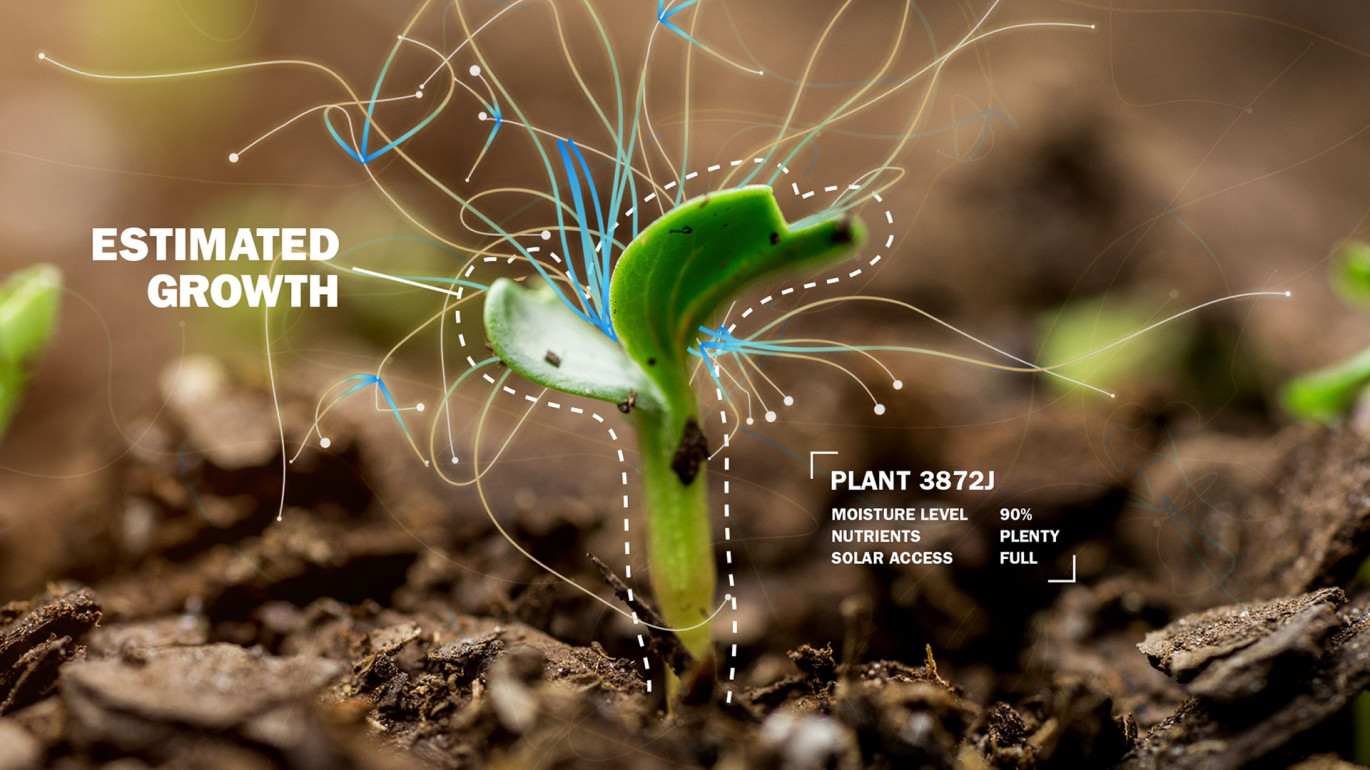 ESTIMATED
GROWTH
PLANT 3872J
MOISTURE LEVEL 90%
NUTRIENTS PLENTY
SOLAR ACCESS FULL